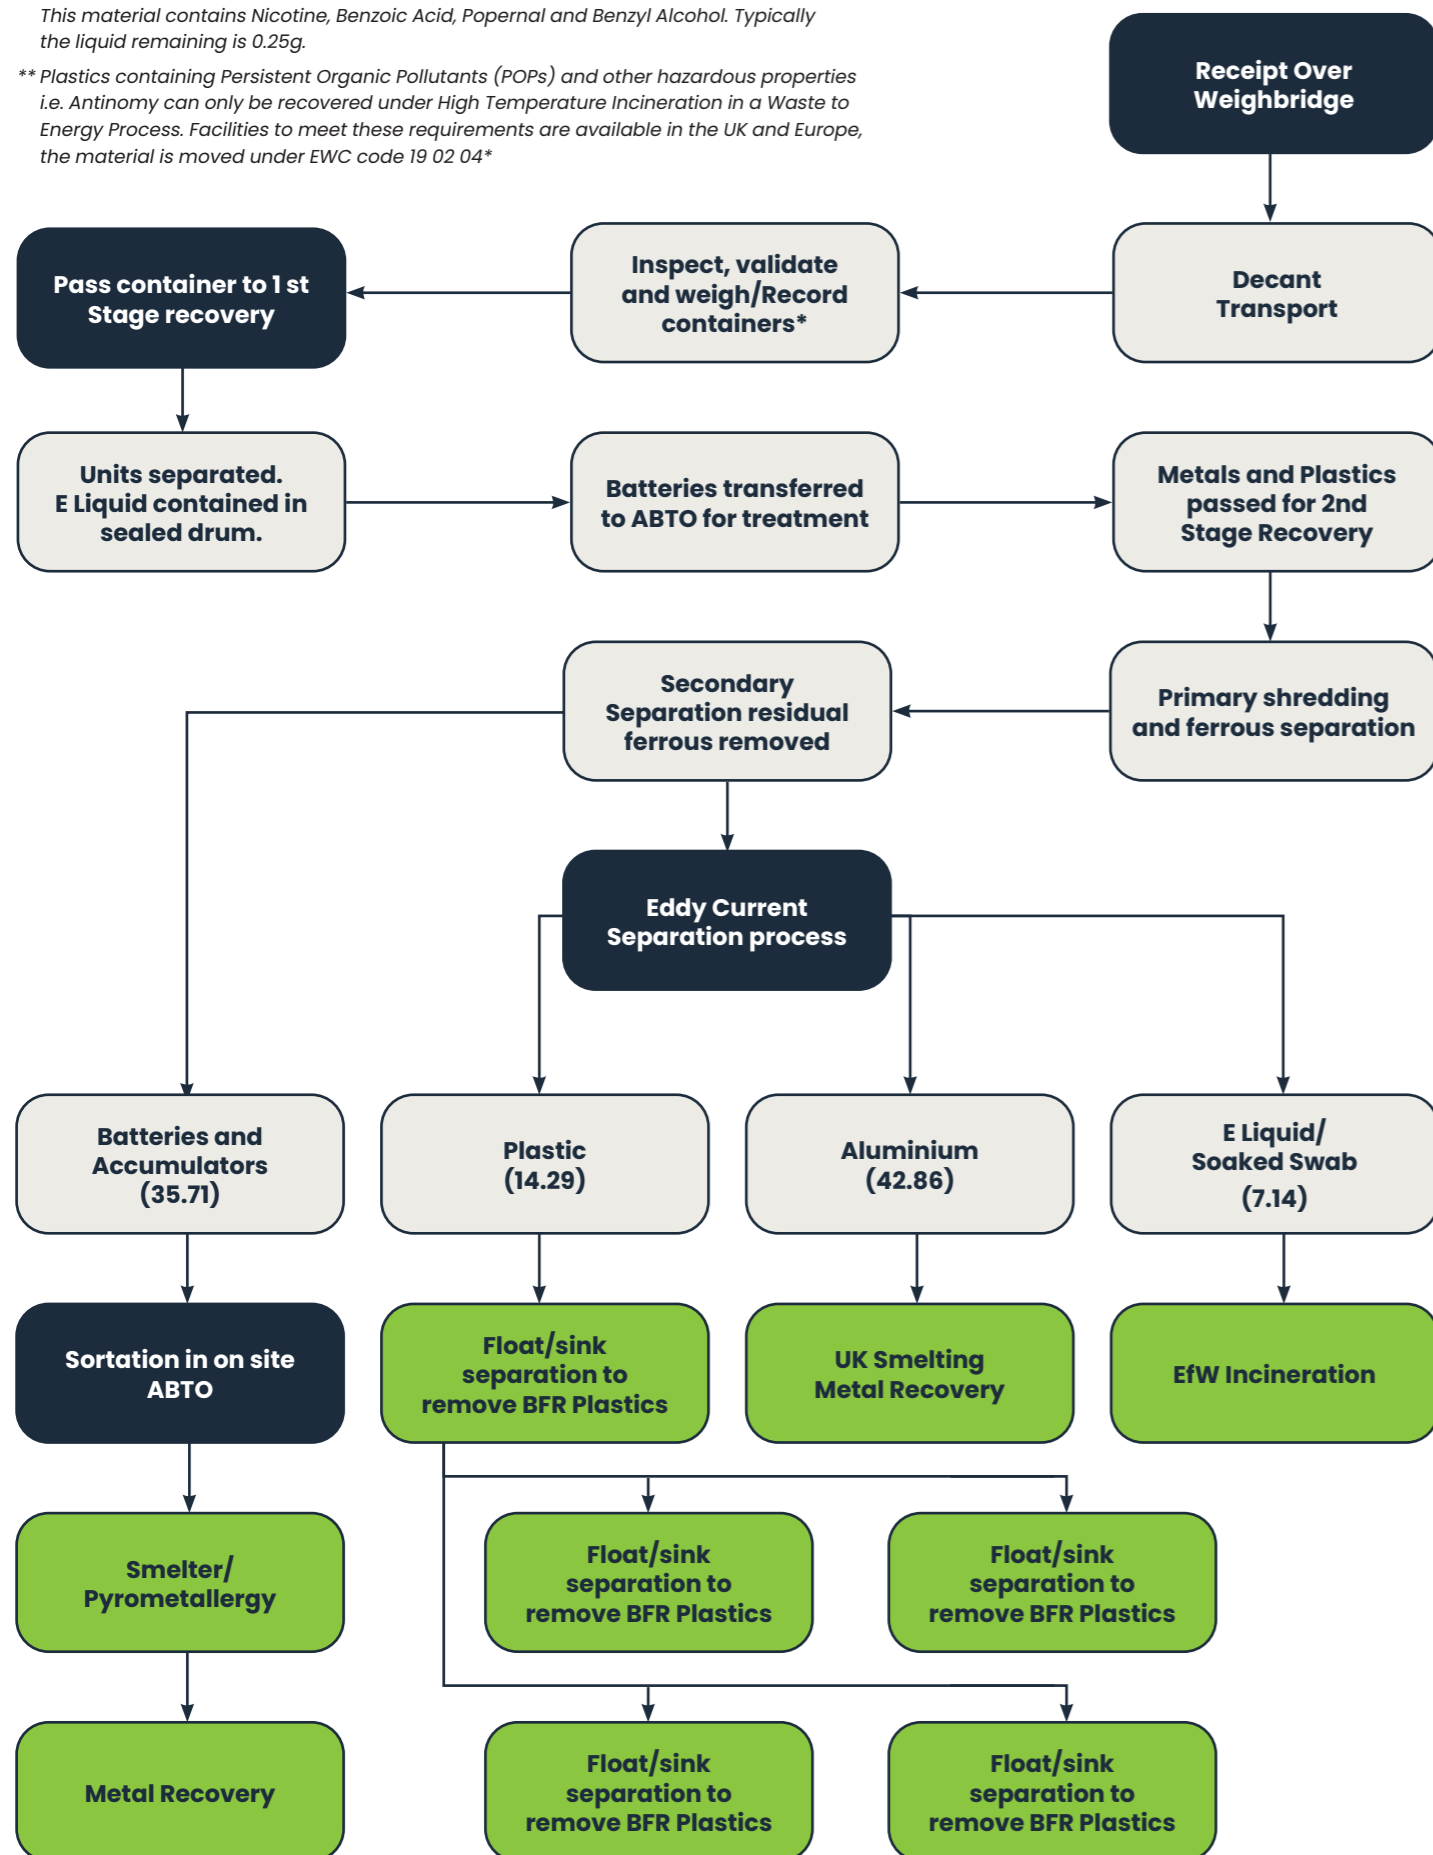 This material contains Nicotine, Benzoic Acid, Popernal and Benzyl Alcohol. Typically
the liquid remaining is 0.25g.
** Plastics containing Persistent Organic Pollutants (POPs) and other hazardous properties
i.e. Antinomy can only be recovered under High Temperature Incineration in a Waste to
Energy Process. Facilities to meet these requirements are available in the UK and Europe,
the material is moved under EWC code 19 02 04*
Receipt Over
Weighbridge
Decant
Transport
Inspect, validate
and weigh/Record
containers*
Pass container to 1 st
Stage recovery
Units separated.
E Liquid contained in
sealed drum.
Batteries transferred
to ABTO for treatment
Metals and Plastics
passed for 2nd
Stage Recovery
Primary shredding
and ferrous separation
Secondary
Separation residual
ferrous removed
Eddy Current
Separation process
Batteries and
Accumulators
(35.71)
Plastic
(14.29)
Aluminium
(42.86)
E Liquid/
Soaked Swab
(7.14)
Sortation in on site
ABTO
Float/sink
separation to
remove BFR Plastics
UK Smelting
Metal Recovery
EfW Incineration
Smelter/
Pyrometallergy
Float/sink
separation to
remove BFR Plastics
Float/sink
separation to
remove BFR Plastics
Metal Recovery
Float/sink
separation to
remove BFR Plastics
Float/sink
separation to
remove BFR Plastics